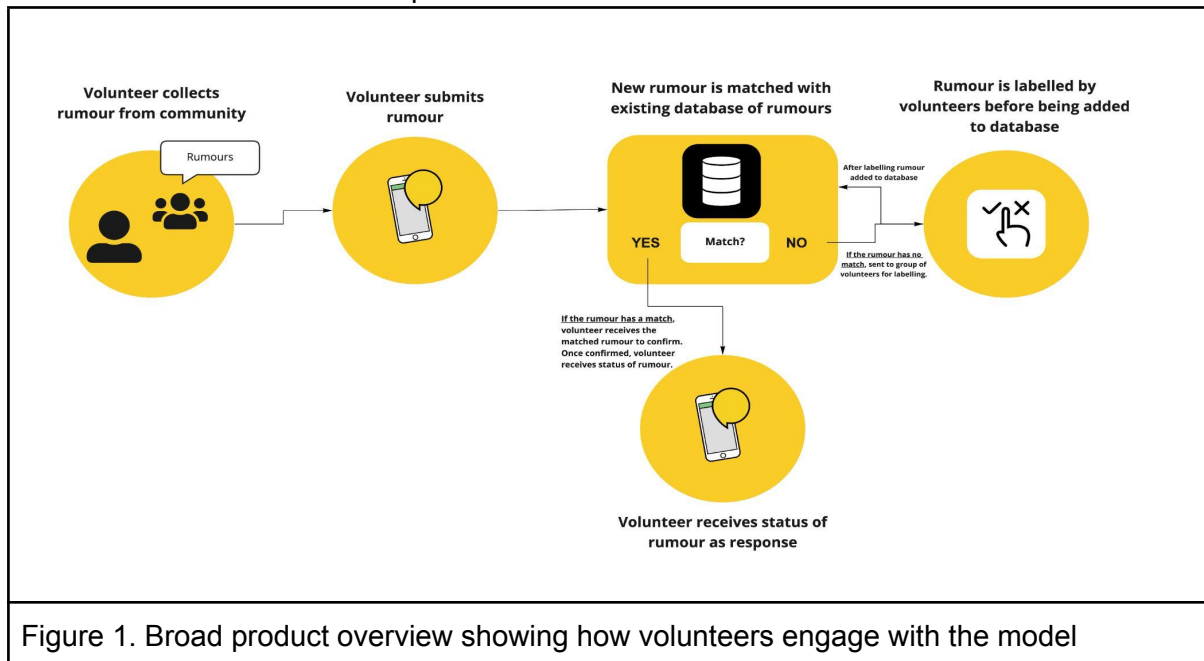 Volunteer collects
rumour from community
Rumours
Volunteer submits
rumour
New rumour is matched with
existing database of rumours
YES
Match?
NO
Rumour is labelled by
volunteers before being added
to database
After labelling rumour
added to database
If the rumour has no
match, sent to group of
volunteers for labelling.
If the rumour has a match,
volunteer receives the
matched rumour to confirm.
Once confirmed, volunteer
receives status of rumour.
Volunteer receives status of
rumour as response
Figure 1. Broad product overview showing how volunteers engage with the model